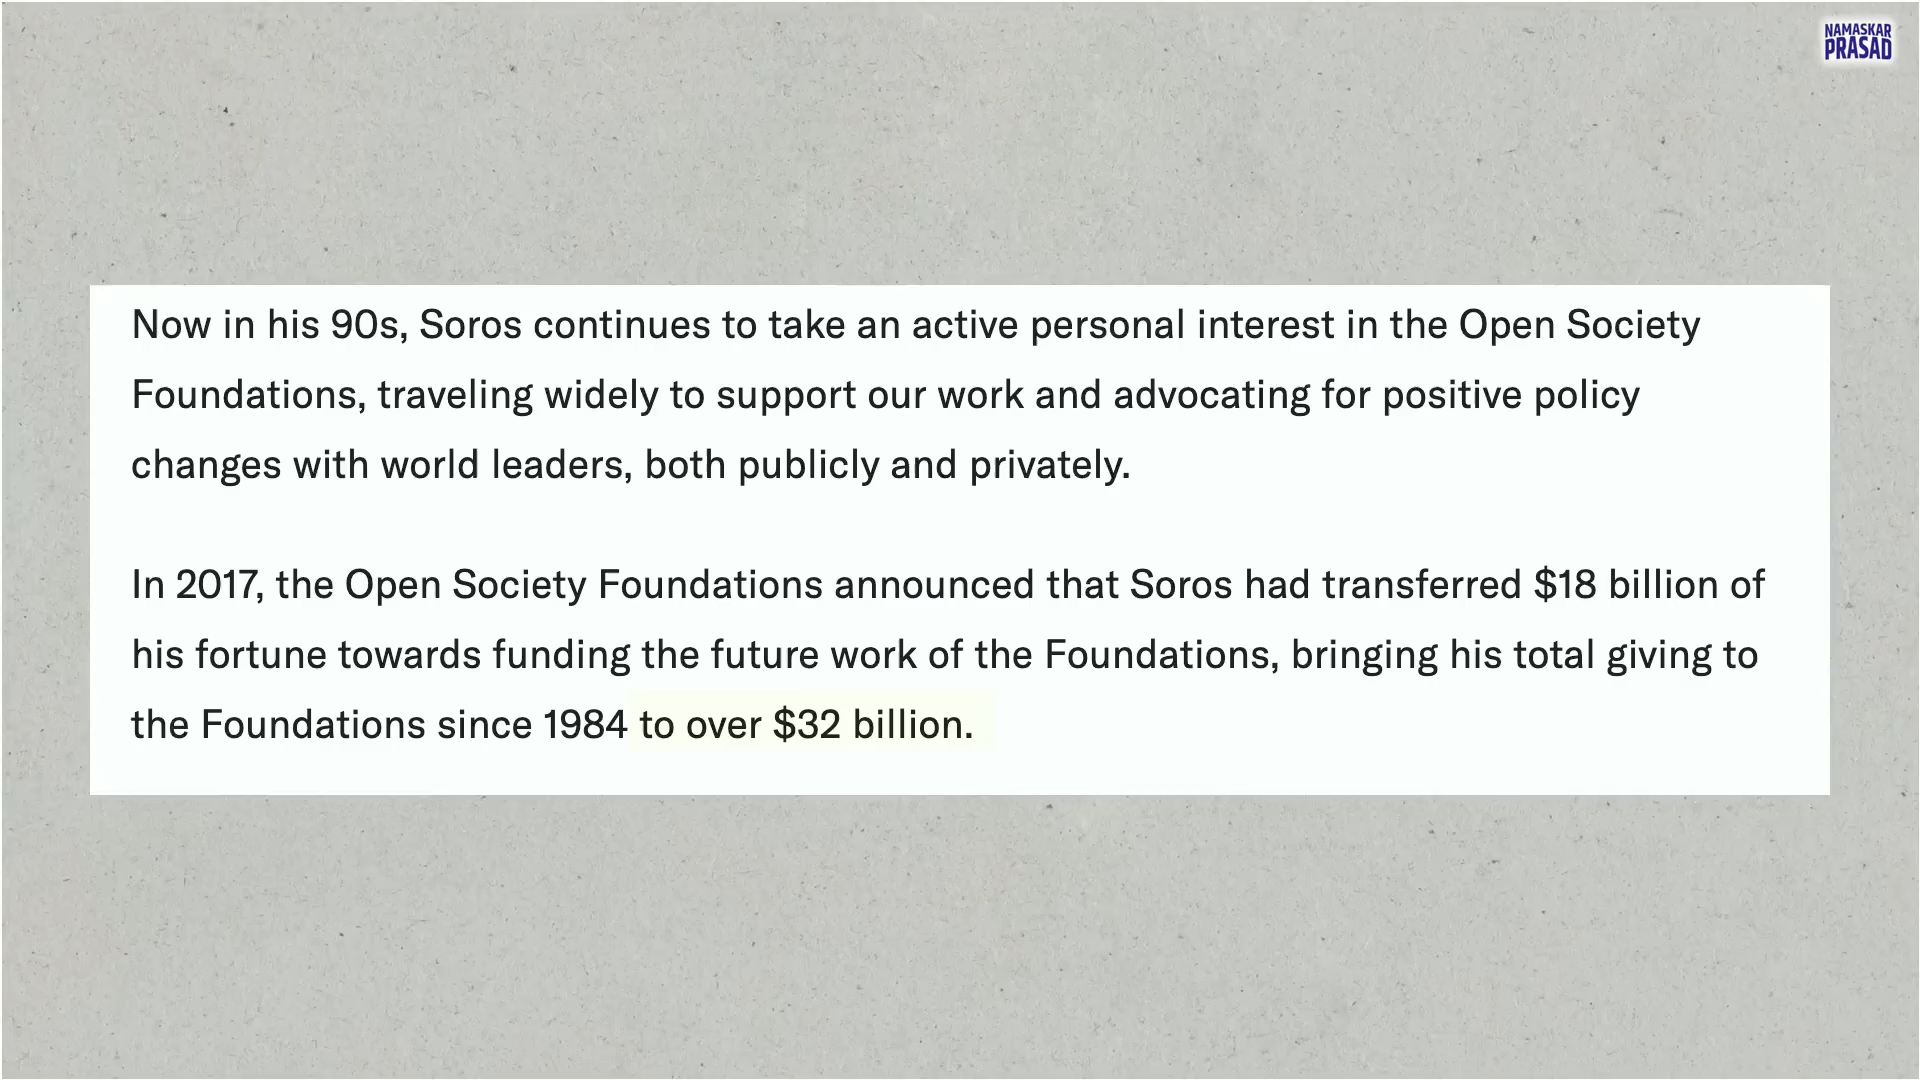 NAMASKAR
PRASAD
Now in his 90s, Soros continues to take an active personal interest in the Open Society
Foundations, traveling widely to support our work and advocating for positive policy
changes with world leaders, both publicly and privately.
In 2017, the Open Society Foundations announced that Soros had transferred $18 billion of
his fortune towards funding the future work of the Foundations, bringing his total giving to
the Foundations since 1984 to over $32 billion.